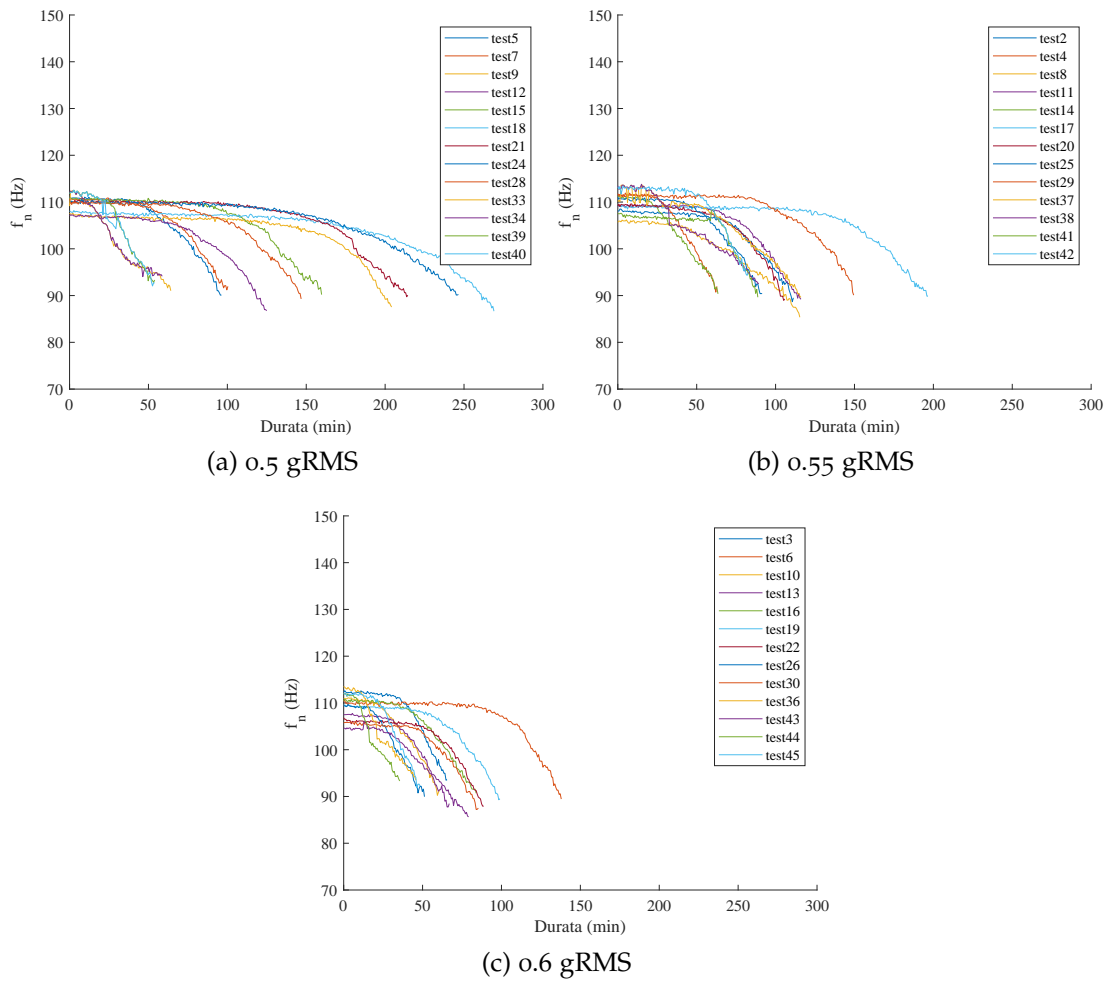 150
140
130
120
110
100
90
80
70
f_n (Hz)
0
50
100
150
200
250
300
Durata (min)
test5
test7
test9
test12
test15
test18
test21
test24
test28
test33
test34
test39
test40
(a) 0.5 gRMS
150
140
130
120
110
100
90
80
70
f_n (Hz)
0
50
100
150
200
250
300
Durata (min)
test2
test4
test8
test11
test14
test17
test20
test25
test29
test37
test38
test41
test42
(b) 0.55 gRMS
150
140
130
120
110
100
90
80
70
f_n (Hz)
0
50
100
150
200
250
300
Durata (min)
test3
test6
test10
test13
test16
test19
test22
test26
test30
test36
test43
test44
test45
(c) 0.6 gRMS